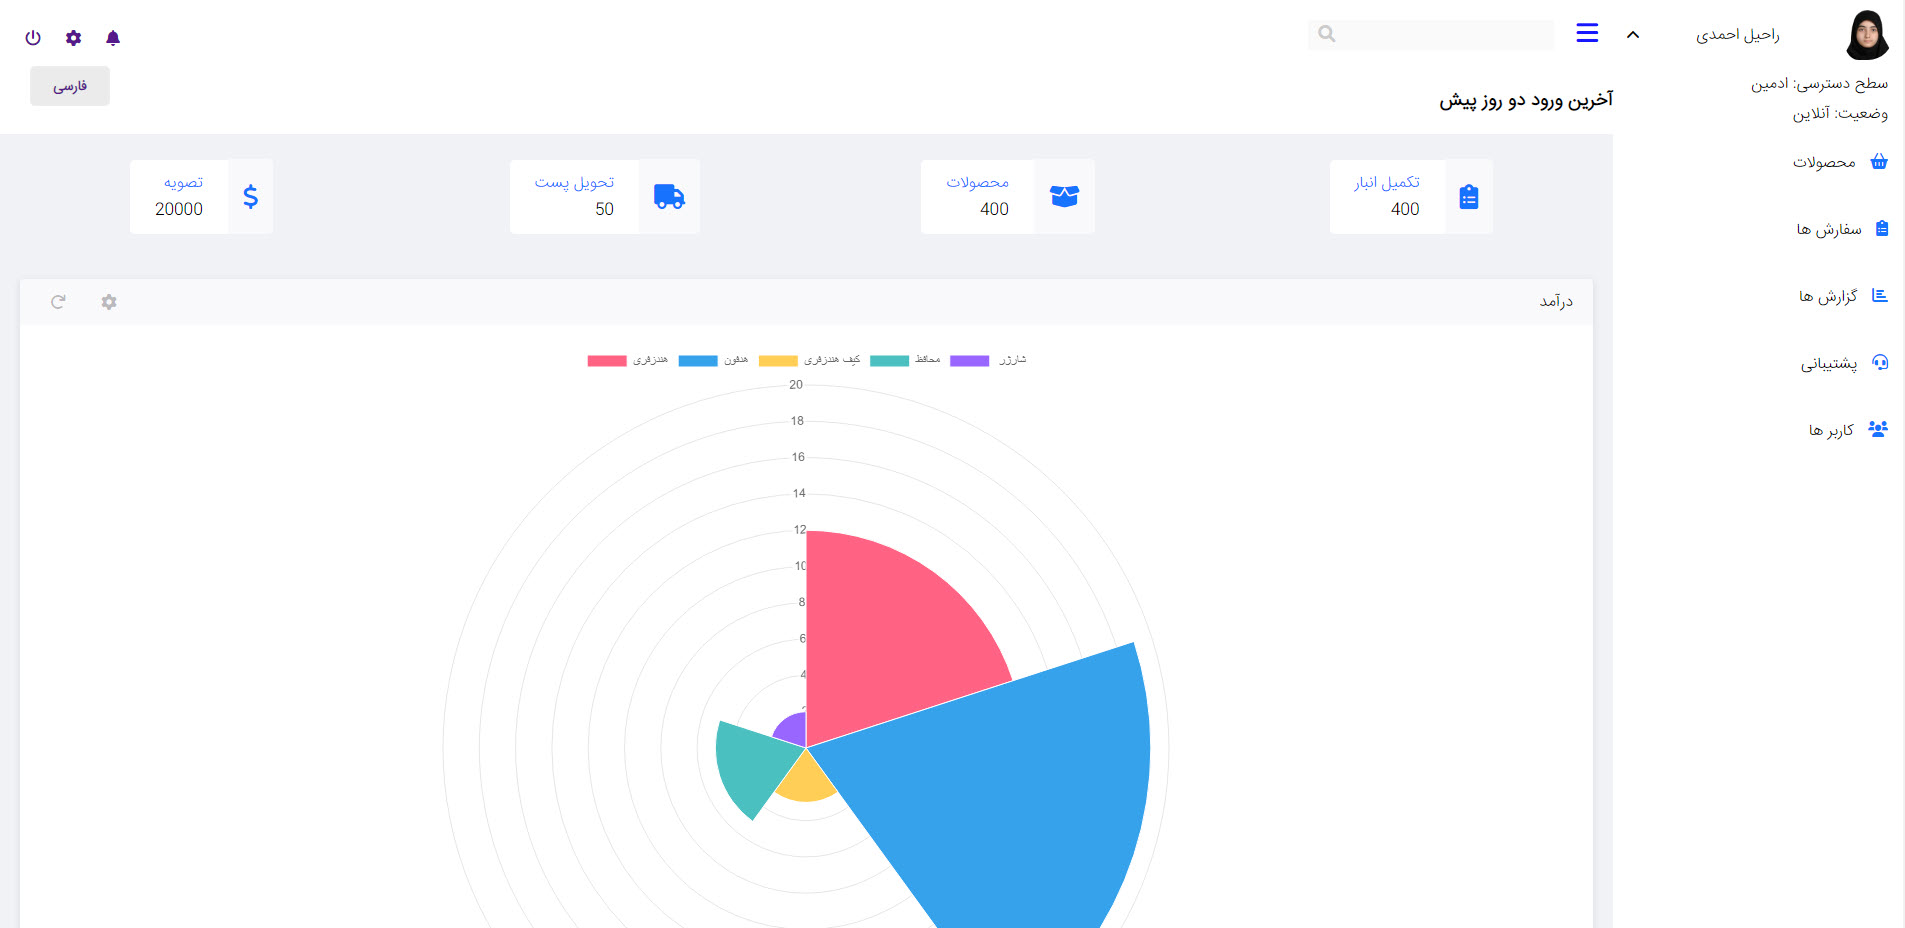 راحیل احمدی
سطح دسترسی: ادمین
وضعیت: آنلاین
محصولات
سفارش ها
گزارش ها
پشتیبانی
کاربر ها
فارسی
آخرین ورود دو روز پیش
تکمیل انبار
400
محصولات
400
تحویل پست
50
تصویه
20000
درآمد
هندزفری
هدفون
کیف هندزفری
محافظ
شارژر
20
18
16
14
12
10
8
6
4